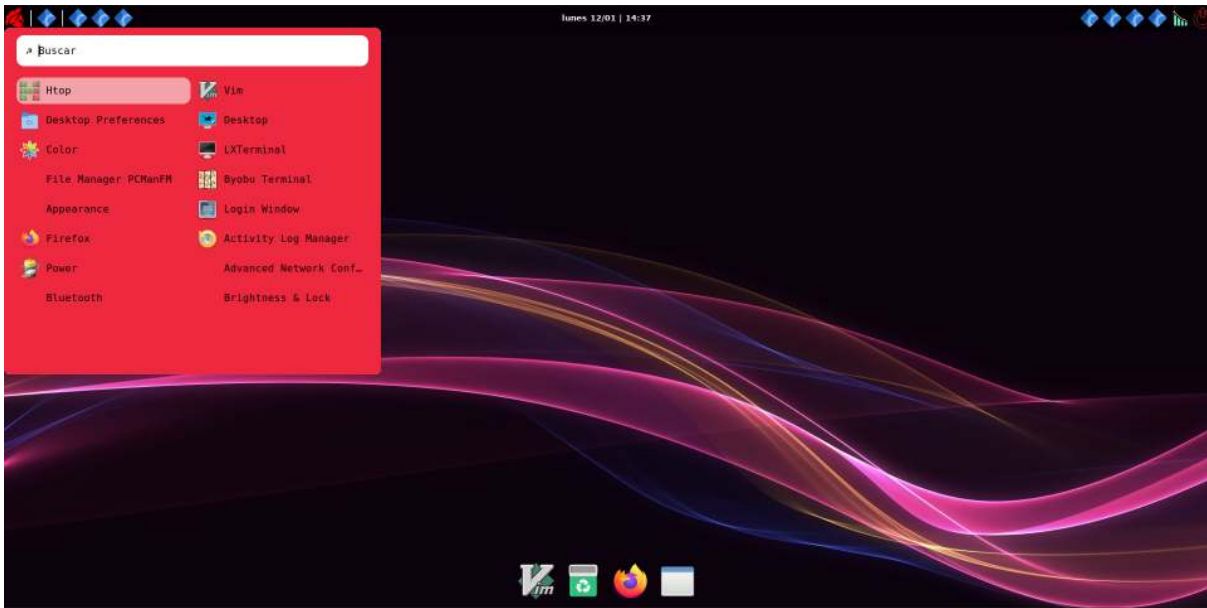 lunes 12/01 | 14:37
Buscar
Htop
Vim
Desktop Preferences
Desktop
Color
LXTerminal
File Manager PCManFM
Byobu Terminal
Appearance
Login Window
Firefox
Activity Log Manager
Power
Advanced Network Conf…
Bluetooth
Brightness & Lock
Vim